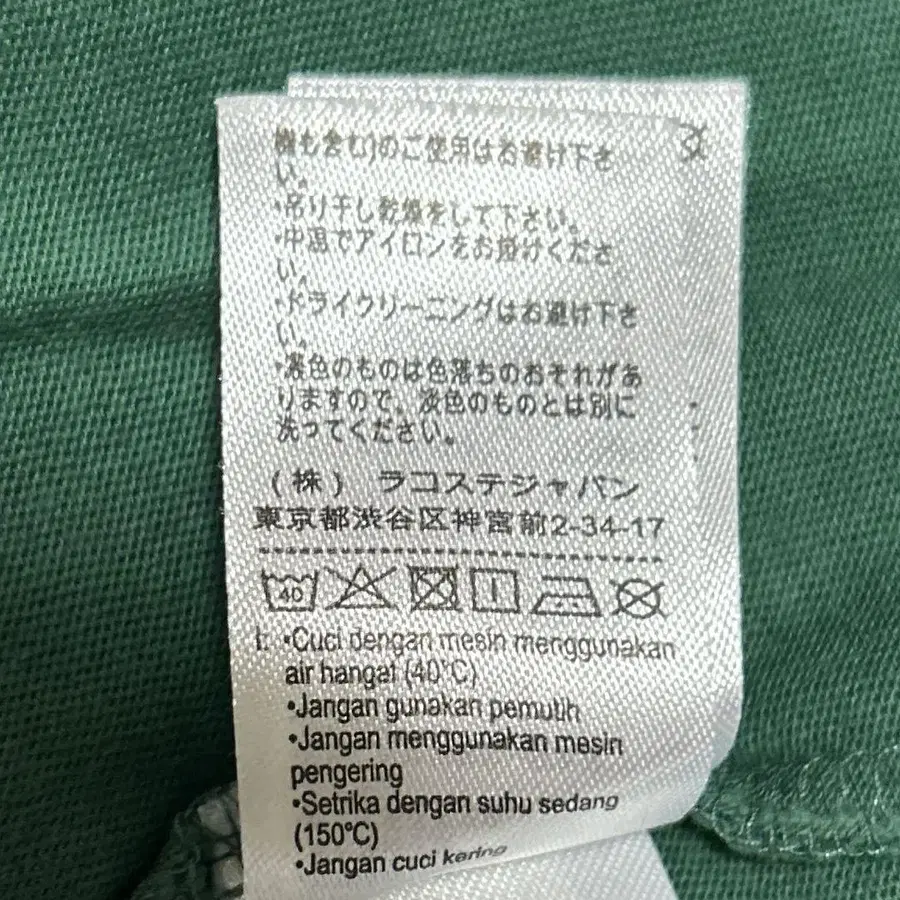 機も含む)のご使用はお避け下さ
い。
・吊り干し乾燥をして下さい。
・中温でアイロンをお掛けくださ
い。
・ドライクリーニングはお避け下さ
い。
・濃色のものは色落ちのおそれがあ
りますので、淡色のものとは別に
洗ってください。
(株) ラコステジャパン
東京都渋谷区神宮前2-34-17
40
I: •Cuci dengan mesin menggunakan
air hangat (40°C)
•Jangan gunakan pemutih
•Jangan menggunakan mesin
pengering
•Setrika dengan suhu sedang
(150°C)
•Jangan cuci kering